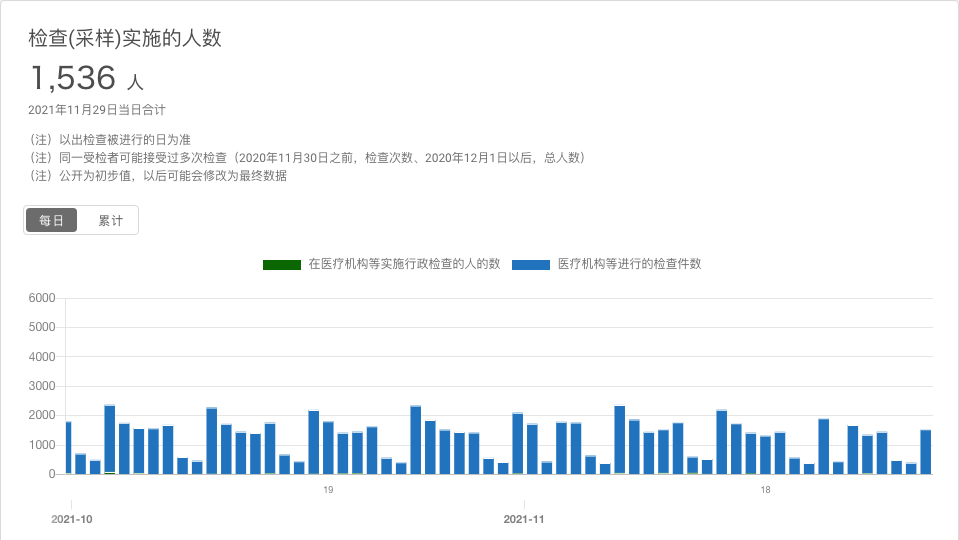 检查(采样)实施的人数
1,536 人
2021年11月29日当日合计
（注）以出检查被进行的日为准
（注）同一受检者可能接受过多次检查（2020年11月30日之前，检查次数、2020年12月1日以后，总人数）
（注）公开为初步值，以后可能会修改为最终数据
每日 累计
在医疗机构等实施行政检查的人的数 医疗机构等进行的检查件数
6000
5000
4000
3000
2000
1000
0
19 18
2021-10 2021-11